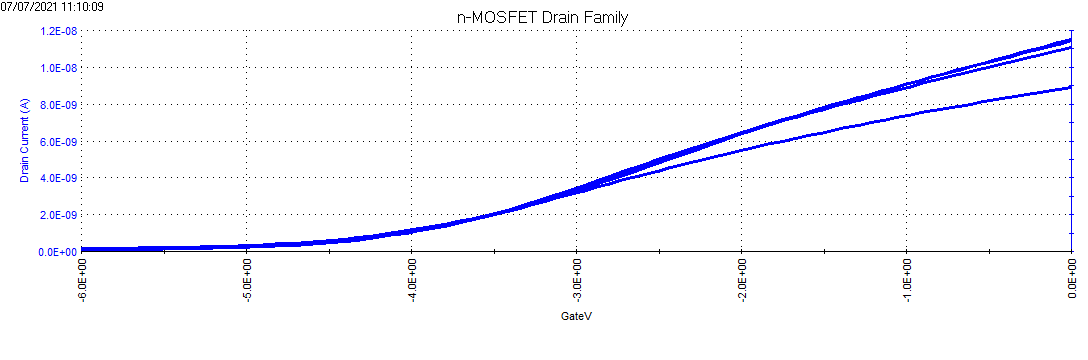 07/07/2021 11:10:09
n-MOSFET Drain Family
1.2E-08
1.0E-08
8.0E-09
6.0E-09
4.0E-09
2.0E-09
0.0E+00
Drain Current (A)
-6.0E+00
-5.0E+00
-4.0E+00
-3.0E+00
-2.0E+00
-1.0E+00
0.0E+00
GateV